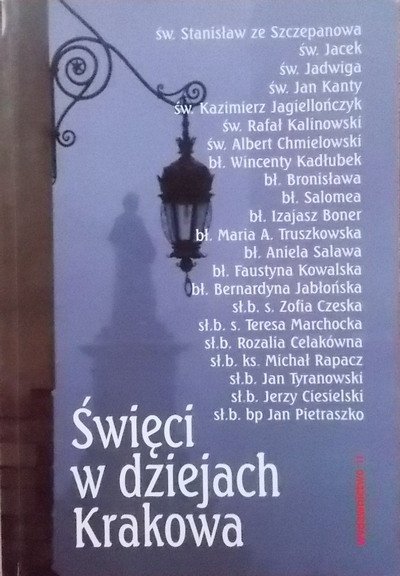 św. Stanisław ze Szczepanowa
św. Jacek
św. Jadwiga
św. Jan Kanty
św. Kazimierz Jagiellończyk
św. Rafał Kalinowski
św. Albert Chmielowski
bł. Wincenty Kadłubek
bł. Bronisława
bł. Salomea
bł. Izajasz Boner
bł. Maria A. Truszkowska
bł. Aniela Salawa
bł. Faustyna Kowalska
bł. Bernardyna Jabłońska
sł.b. s. Zofia Czeska
sł.b. s. Teresa Marchocka
sł.b. Rozalia Celakówna
sł.b. ks. Michał Rapacz
sł.b. Jan Tyranowski
sł.b. Jerzy Ciesielski
sł.b. bp Jan Pietraszko
Święci
w dziejach
Krakowa